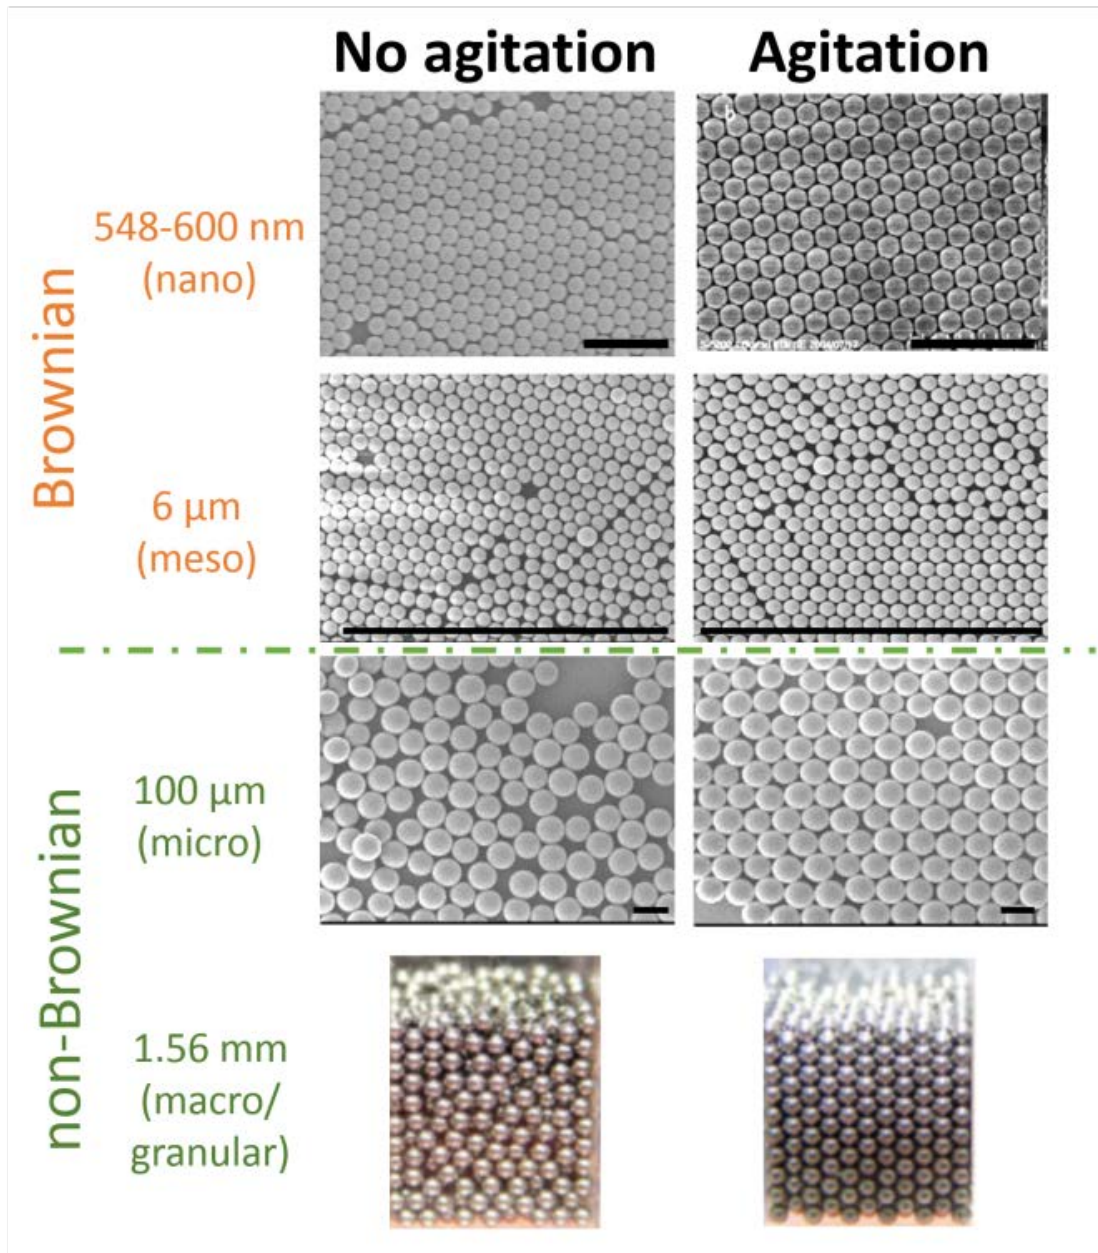 No agitation
Agitation
Brownian
548-600 nm
(nano)
b
6 µm
(meso)
non-Brownian
100 µm
(micro)
1.56 mm
(macro/
granular)